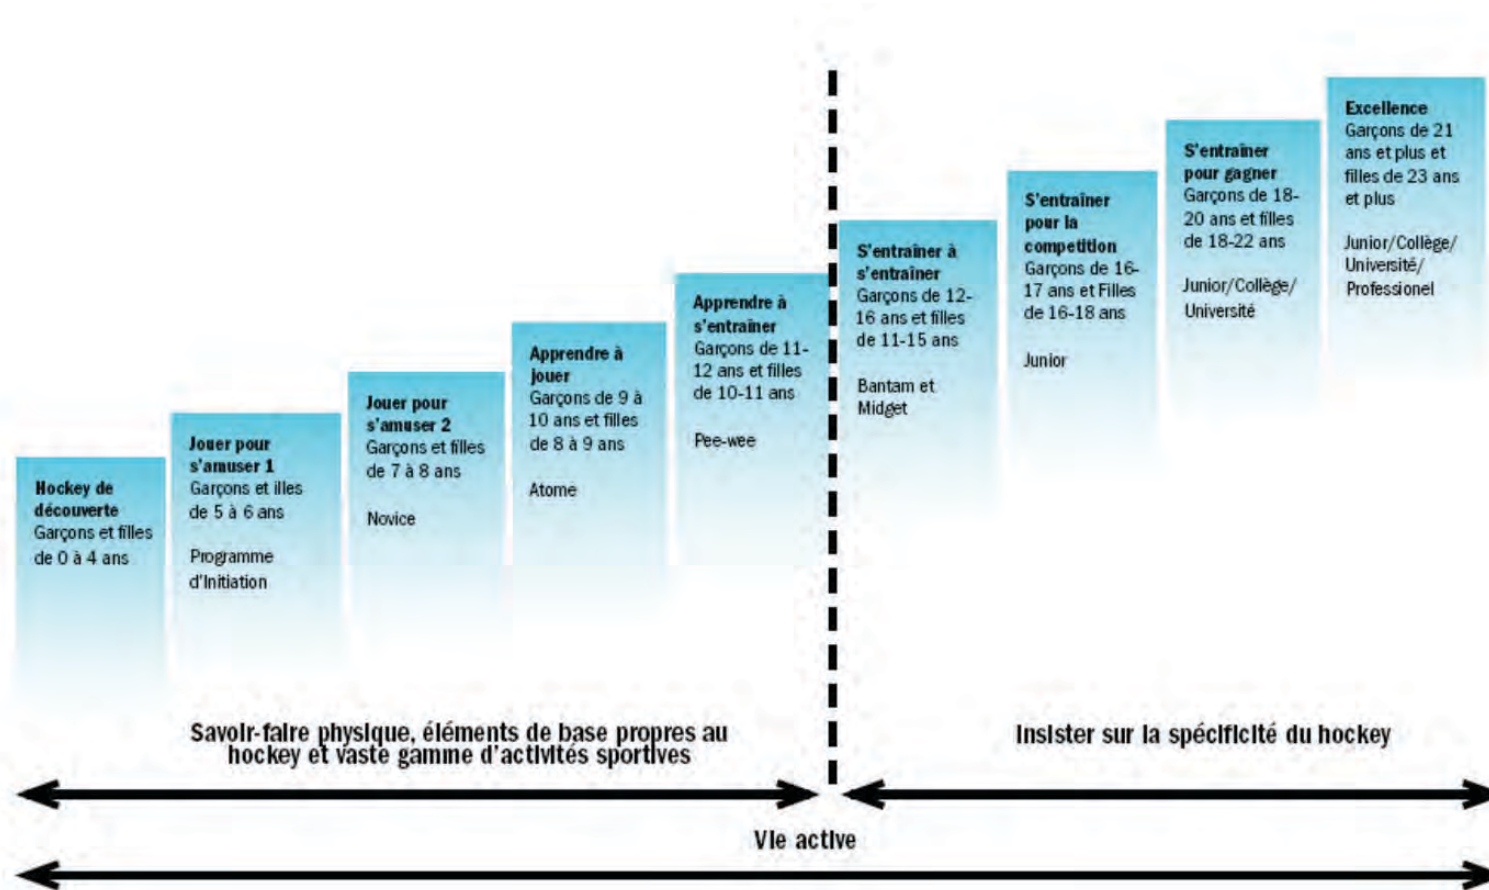 Hockey de
découverte
Garçons et filles
de 0 à 4 ans
Jouer pour
s'amuser 1
Garçons et illes
de 5 à 6 ans
Programme
d'Initiation
Jouer pour
s'amuser 2
Garçons et filles
de 7 à 8 ans
Novice
Apprendre à
jouer
Garçons de 9 à
10 ans et filles
de 8 à 9 ans
Atome
Apprendre à
s'entraîner
Garçons de 11-
12 ans et filles
de 10-11 ans
Pee-wee
S'entraîner à
s'entraîner
Garçons de 12-
16 ans et filles
de 11-15 ans
Bantam et
Midget
S'entraîner
pour la
competition
Garçons de 16-
17 ans et Filles
de 16-18 ans
Junior
S'entraîner
pour gagner
Garçons de 18-
20 ans et filles
de 18-22 ans
Junior/Collège/
Université
Excellence
Garçons de 21
ans et plus et
filles de 23 ans
et plus
Junior/Collège/
Université/
Professionel
Savoir-faire physique, éléments de base propres au
hockey et vaste gamme d'activités sportives
Insister sur la spécificité du hockey
Vie active